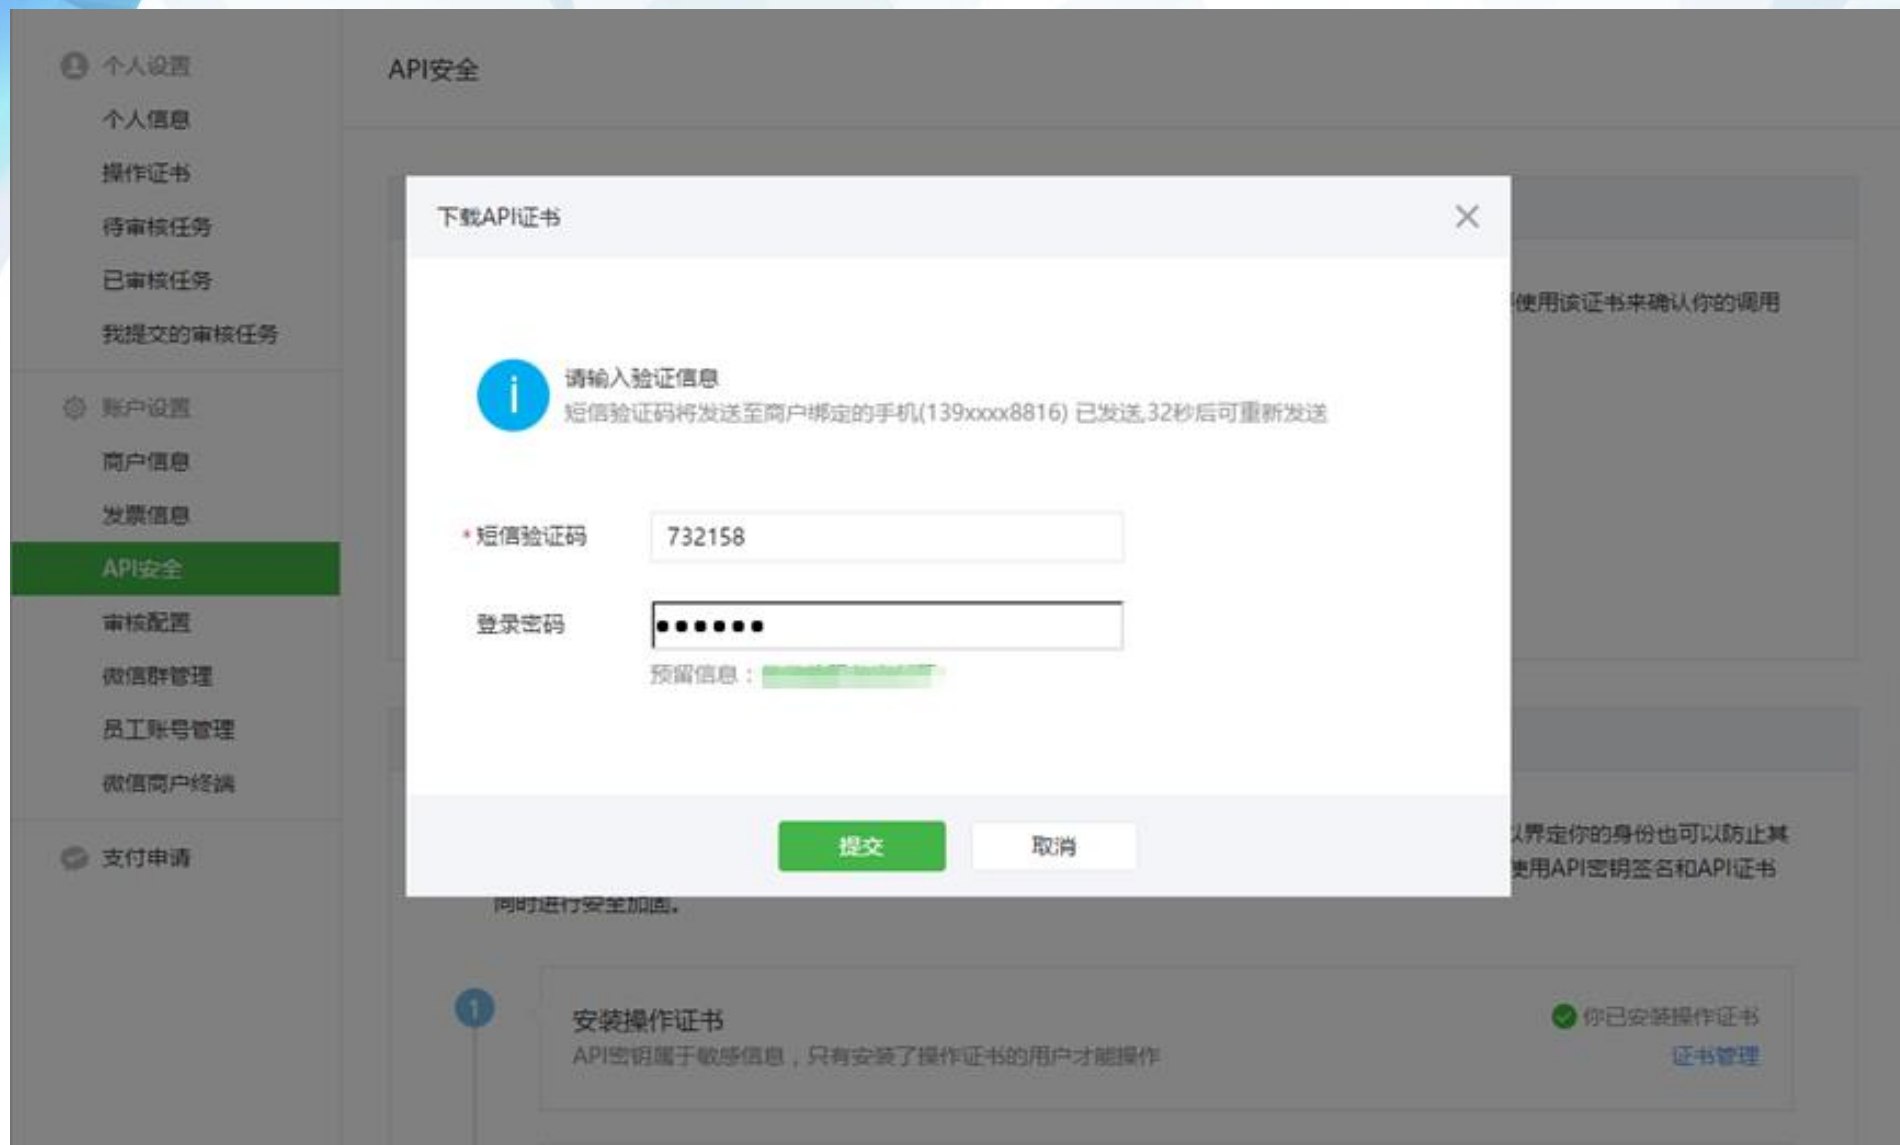 个人设置
个人信息
操作证书
待审核任务
已审核任务
我提交的审核任务
账户设置
商户信息
发票信息
API安全
审核配置
微信群管理
员工账号管理
微信商户终端
支付申请
API安全
使用该证书来确认你的调用
下载API证书
请输入验证信息
短信验证码将发送至商户绑定的手机(139xxxx8816) 已发送,32秒后可重新发送
*短信验证码 732158
登录密码 ●●●●●●
预留信息：
提交 取消
以界定你的身份也可以防止其
使用API密钥签名和API证书
同时进行安全加固。
1
安装操作证书
API密钥属于敏感信息，只有安装了操作证书的用户才能操作
你已安装操作证书
证书管理